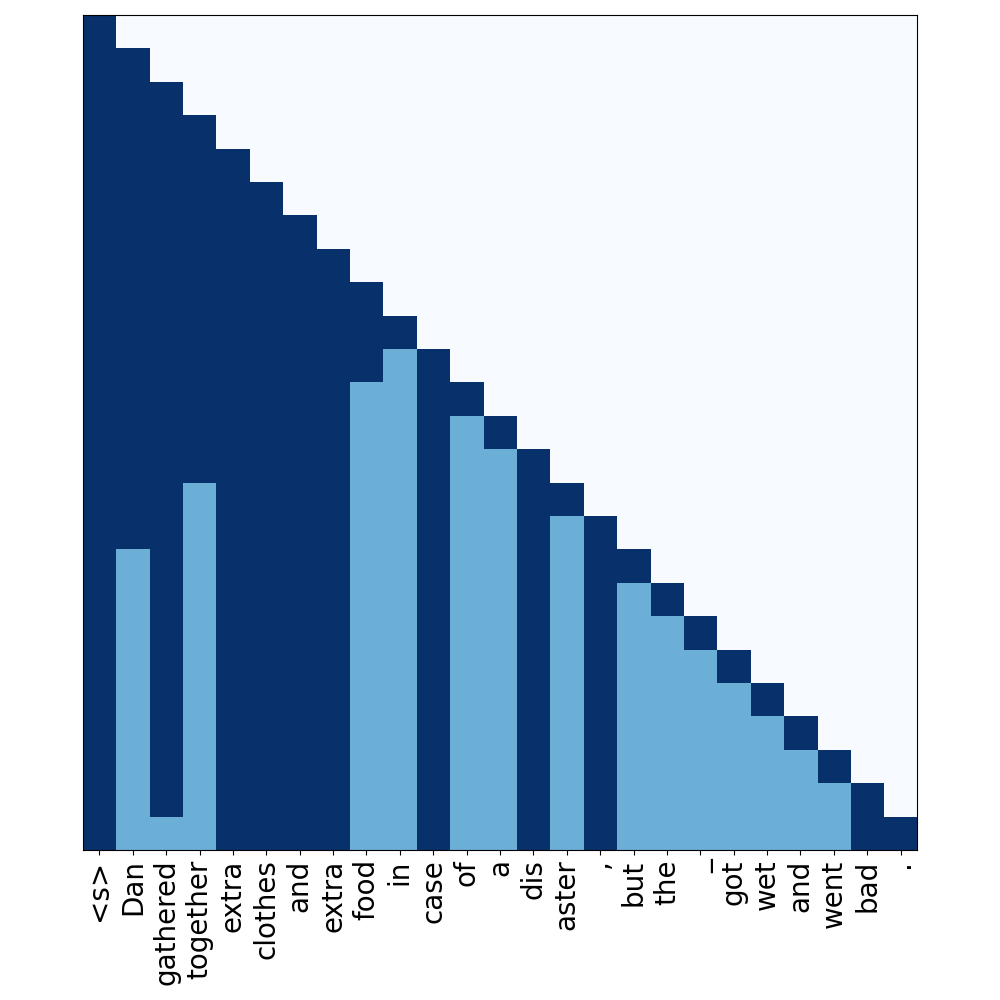 <s> Dan gathered together extra clothes and extra food in case of a dis aster , but the _ got wet and went bad .